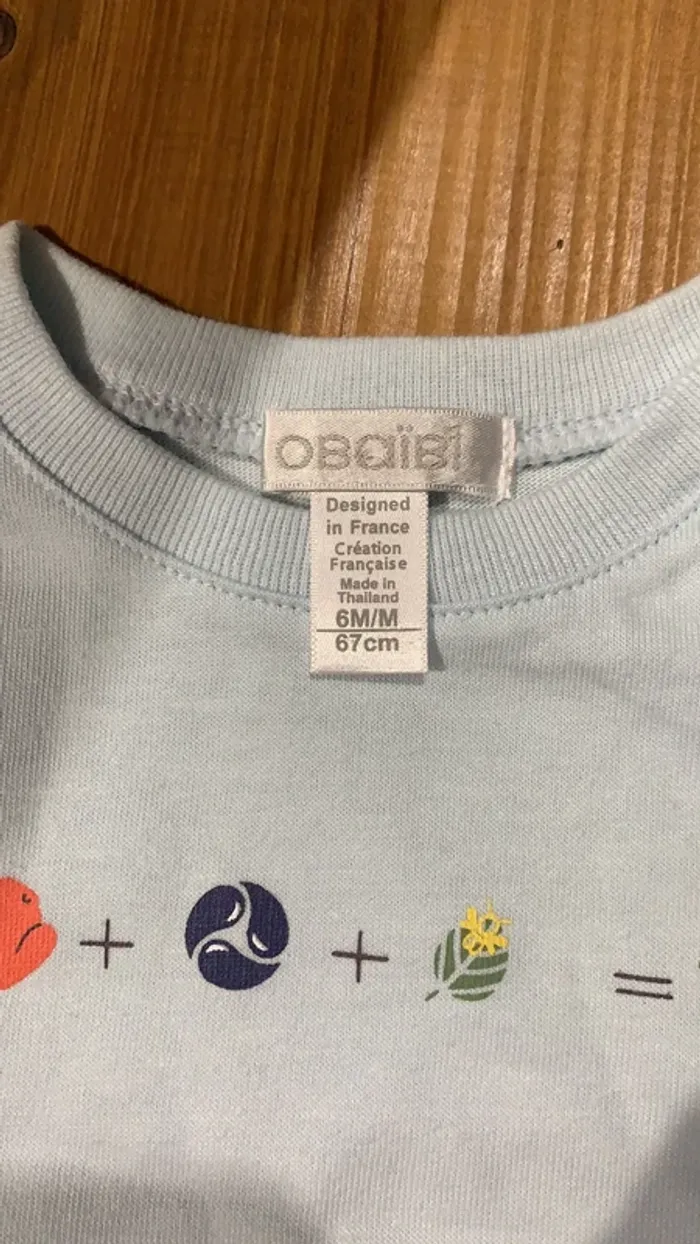 OBAÏBI
Designed
in France
Création
Française
Made in
Thailand
6M/M
67cm
+ + =